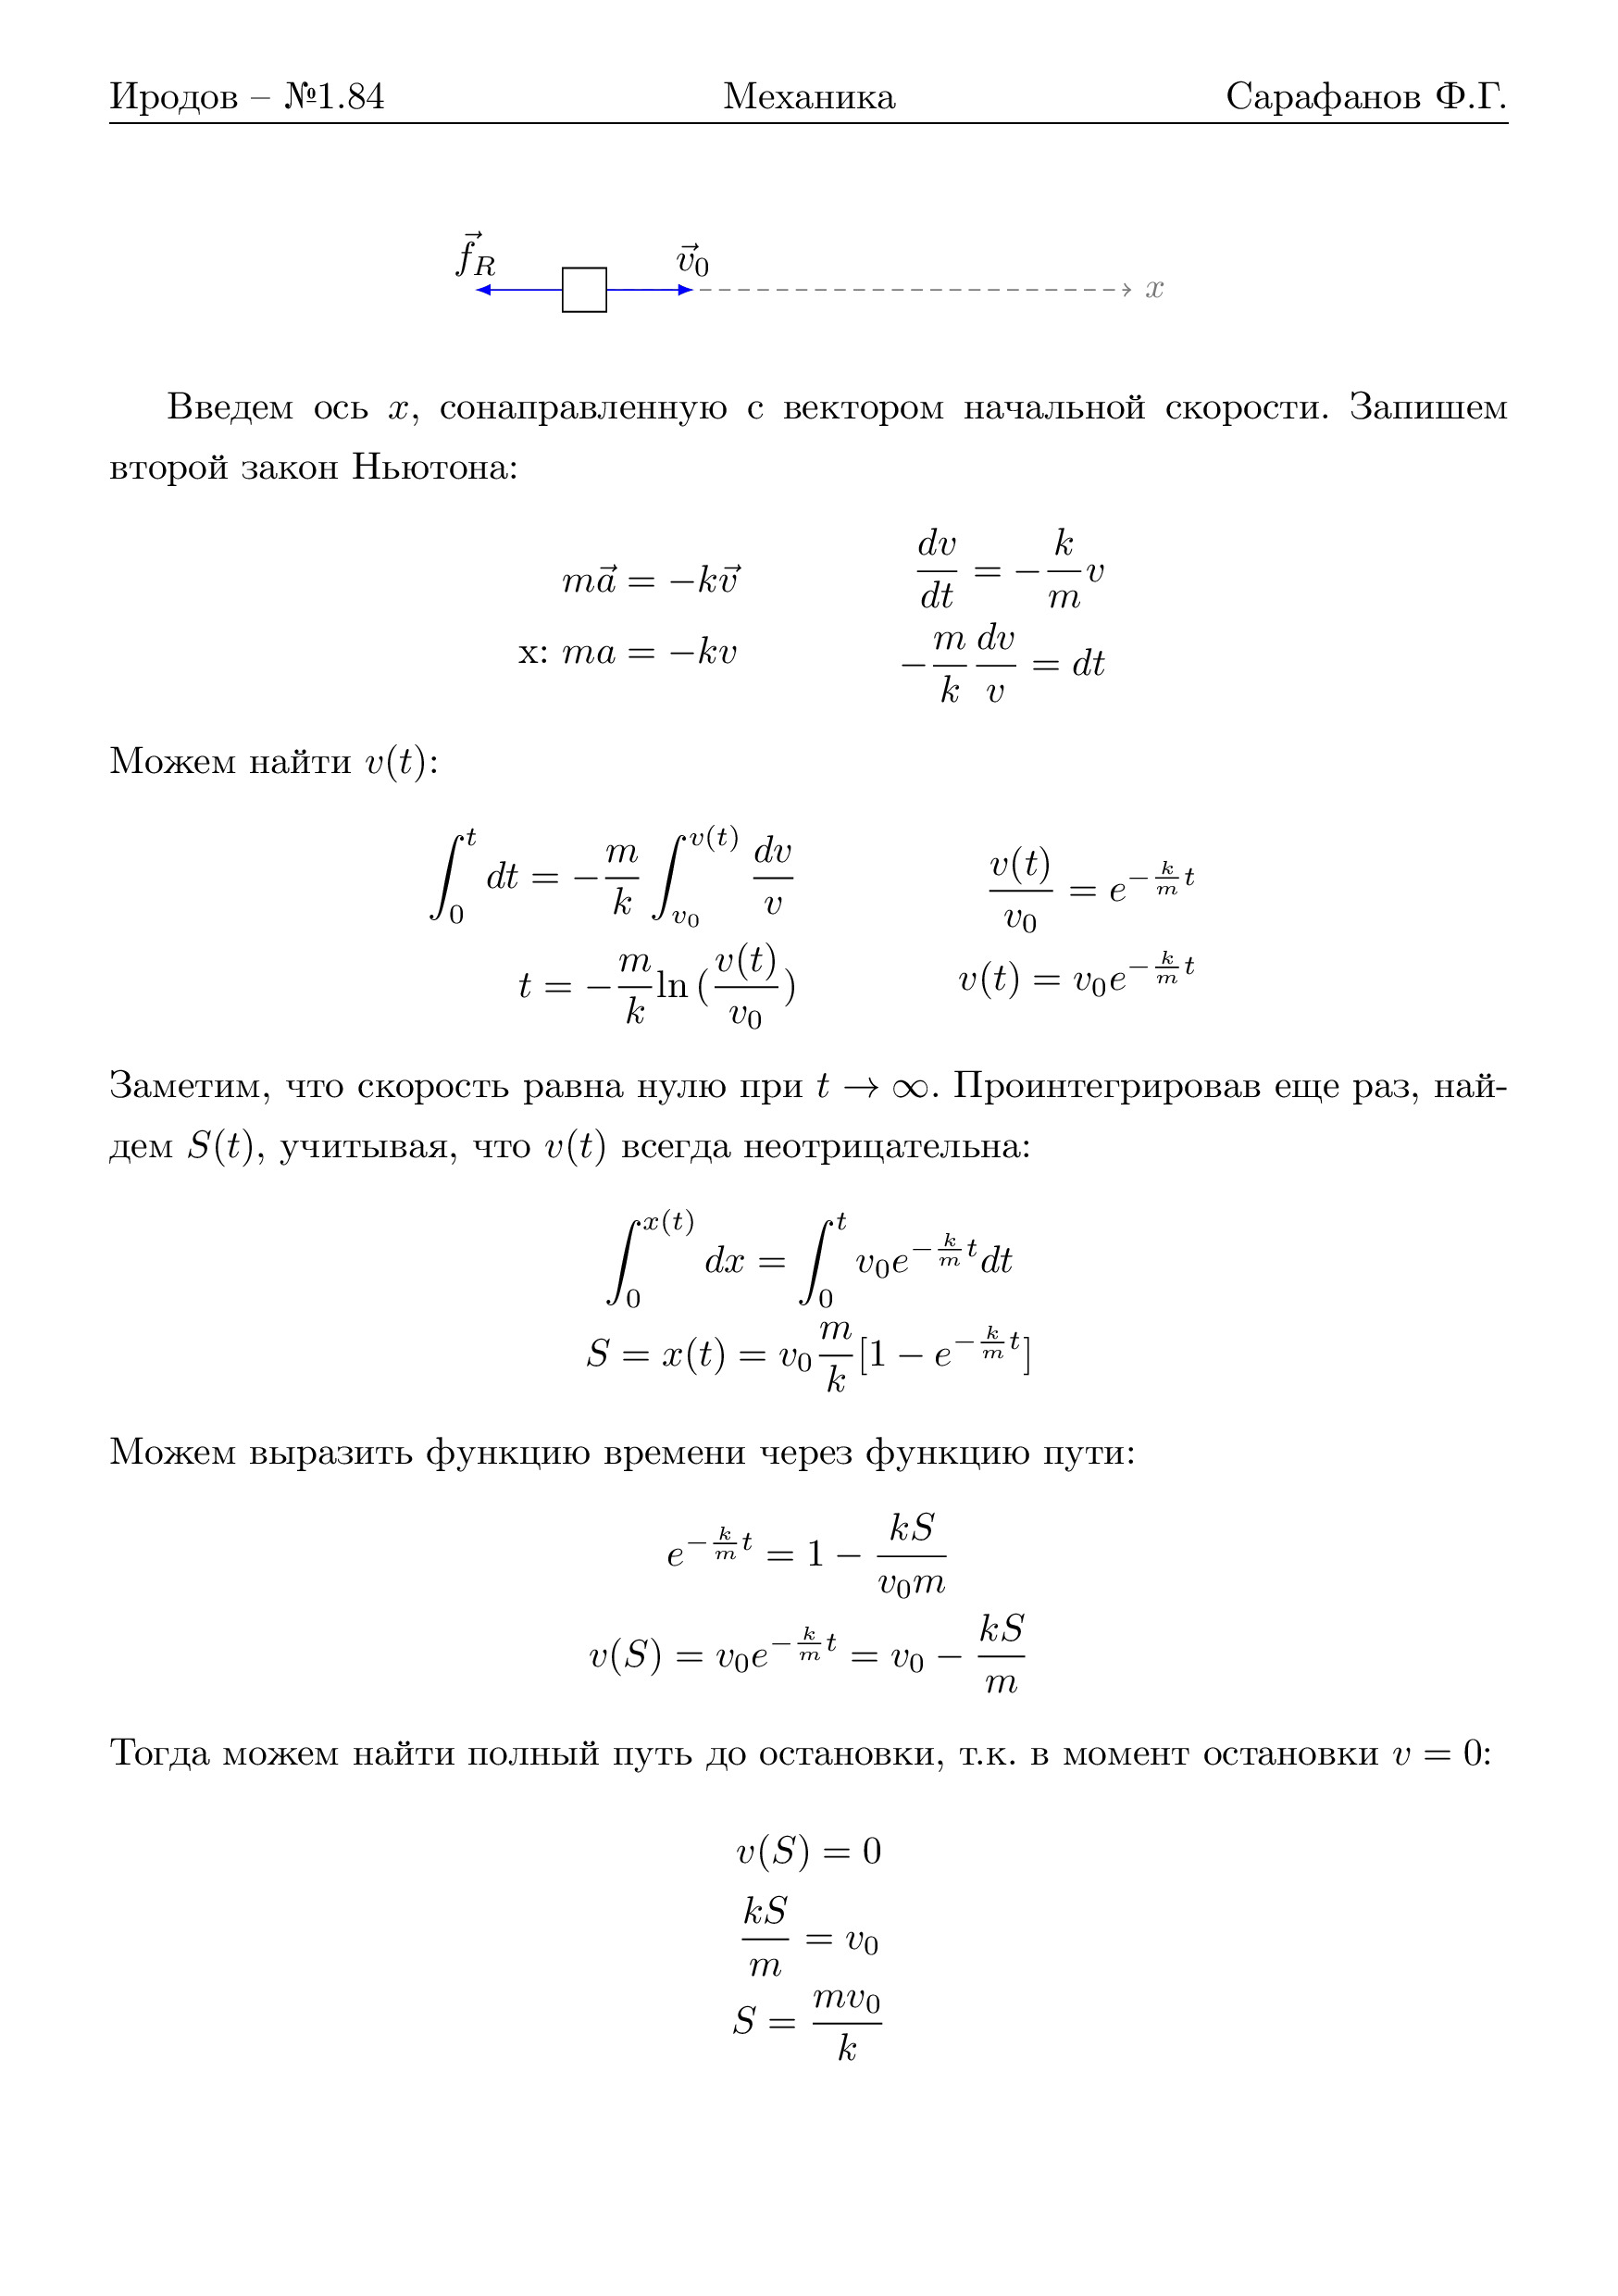 Иродов – №1.84 Механика Сарафанов Ф.Г.
$\vec{f}_R$ $\vec{v}_0$ $x$
Введем ось $x$, сонаправленную с вектором начальной скорости. Запишем
второй закон Ньютона:
$m\vec{a} = -k\vec{v}$
x: $ma = -kv$
$\frac{dv}{dt} = -\frac{k}{m}v$
$-\frac{m}{k}\frac{dv}{v} = dt$
Можем найти $v(t)$:
$\int_0^t dt = -\frac{m}{k}\int_{v_0}^{v(t)} \frac{dv}{v}$
$t = -\frac{m}{k}\ln(\frac{v(t)}{v_0})$
$\frac{v(t)}{v_0} = e^{-\frac{k}{m}t}$
$v(t) = v_0 e^{-\frac{k}{m}t}$
Заметим, что скорость равна нулю при $t \to \infty$. Проинтегрировав еще раз, най-
дем $S(t)$, учитывая, что $v(t)$ всегда неотрицательна:
$\int_0^{x(t)} dx = \int_0^t v_0 e^{-\frac{k}{m}t} dt$
$S = x(t) = v_0\frac{m}{k}[1 - e^{-\frac{k}{m}t}]$
Можем выразить функцию времени через функцию пути:
$e^{-\frac{k}{m}t} = 1 - \frac{kS}{v_0 m}$
$v(S) = v_0 e^{-\frac{k}{m}t} = v_0 - \frac{kS}{m}$
Тогда можем найти полный путь до остановки, т.к. в момент остановки $v = 0$:
$v(S) = 0$
$\frac{kS}{m} = v_0$
$S = \frac{mv_0}{k}$